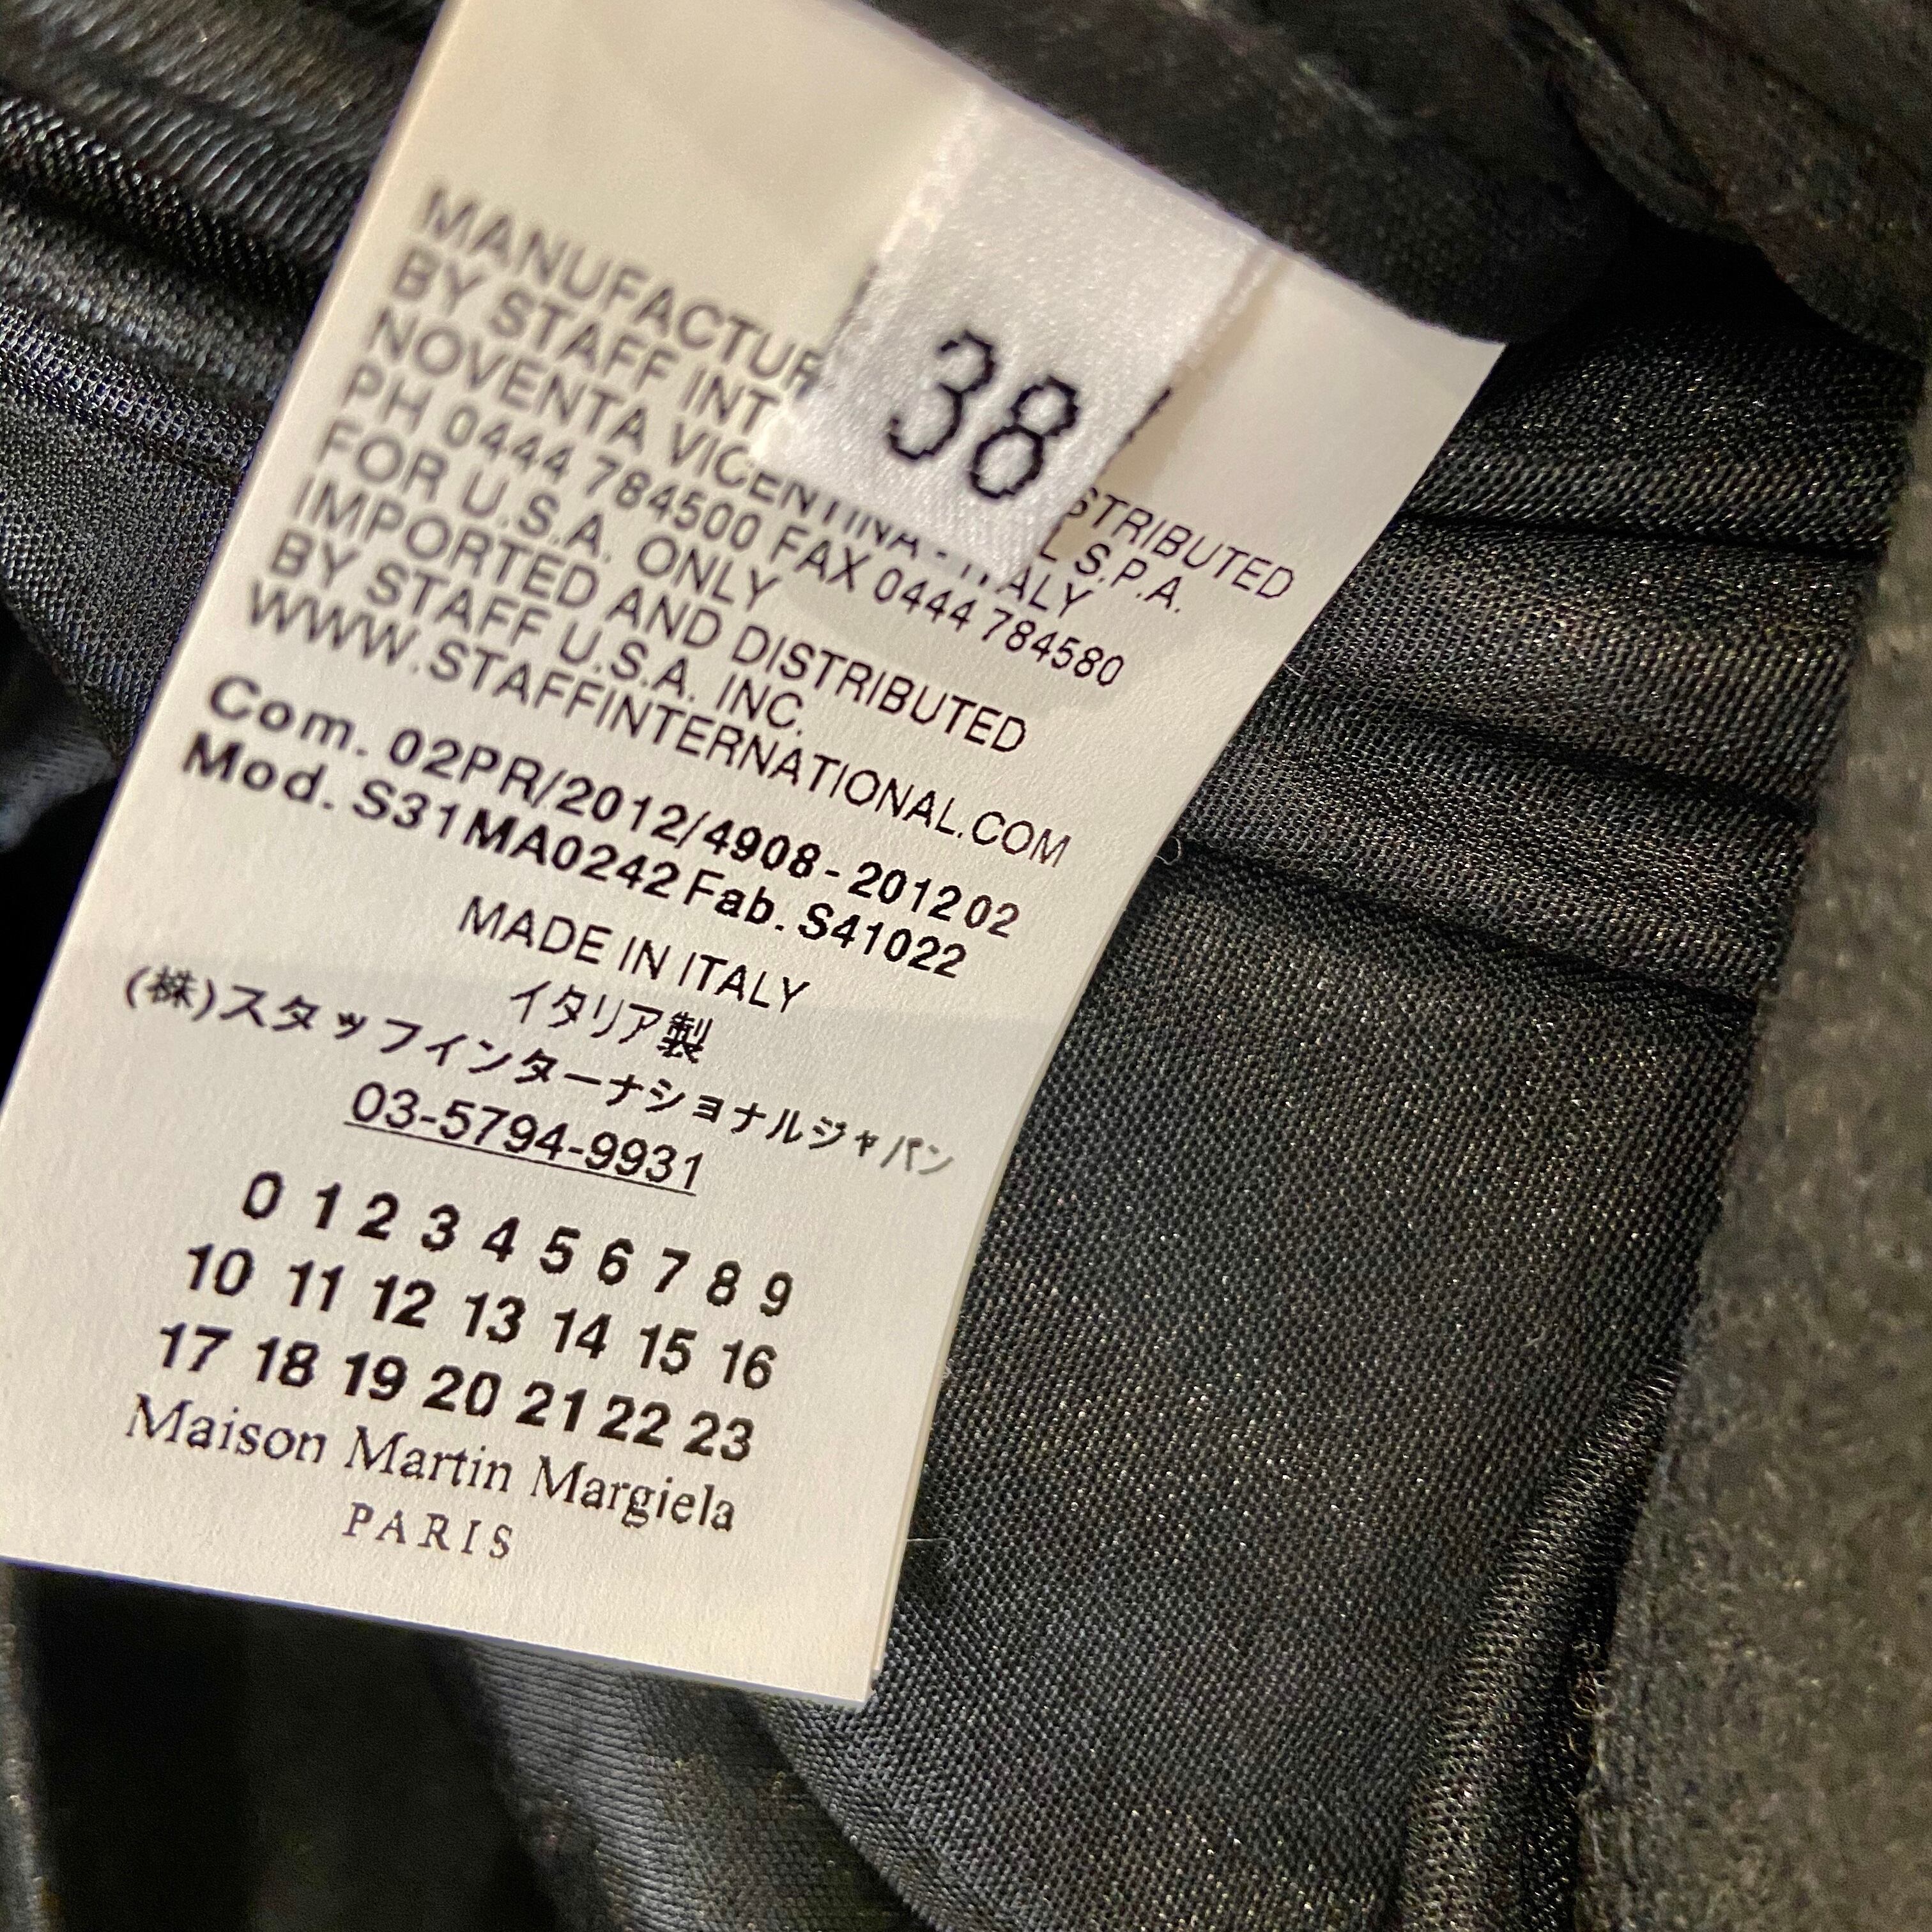 38
MANUFACTUR STRIBUTED
BY STAFF INT L S.P.A.
NOVENTA VICENTINA - ITALY
PH 0444 784500 FAX 0444 784580
FOR U.S.A. ONLY
IMPORTED AND DISTRIBUTED
BY STAFF U.S.A. INC.
WWW.STAFFINTERNATIONAL.COM
Com. 02PR/2012/4908 - 201202
Mod. S31MA0242 Fab. S41022
MADE IN ITALY
イタリア製
(株)スタッフインターナショナルジャパン
03-5794-9931
0 1 2 3 4 5 6 7 8 9
10 11 12 13 14 15 16
17 18 19 20 21 22 23
Maison Martin Margiela
PARIS